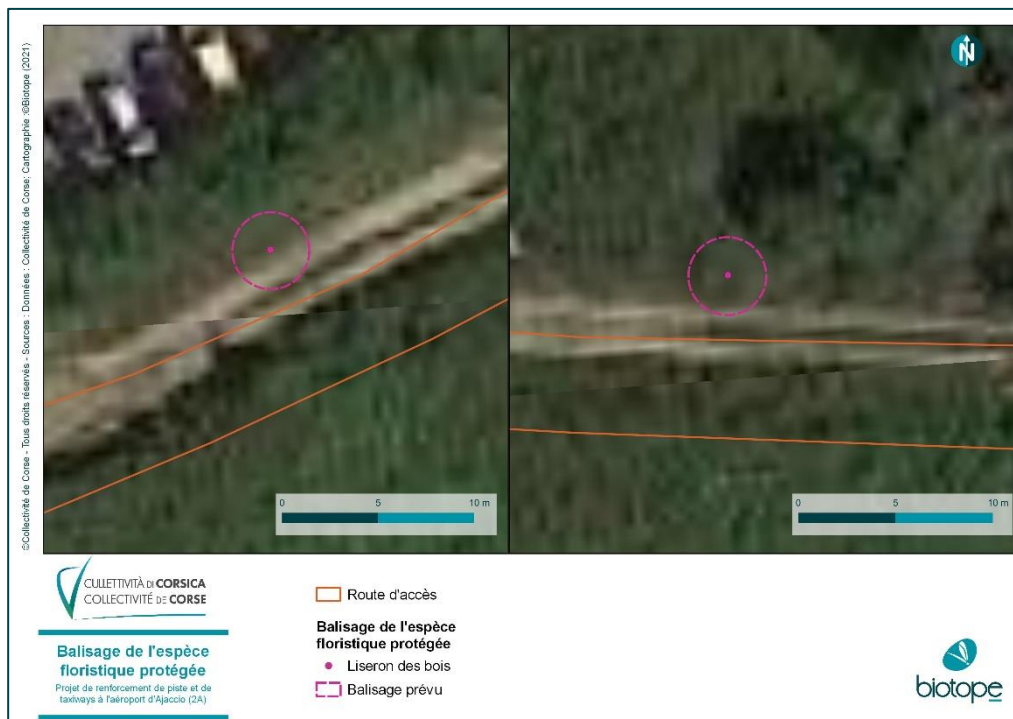 ©Collectivité de Corse - Tous droits réservés - Sources : Données : Collectivité de Corse; Cartographie :©Biotope (2021)
N
0 5 10 m
0 5 10 m
CULLETTIVITÀ DI CORSICA
COLLECTIVITÉ DE CORSE
Balisage de l'espèce
floristique protégée
Projet de renforcement de piste et de
taxiways à l'aéroport d'Ajaccio (2A)
Route d'accès
Balisage de l'espèce
floristique protégée
Liseron des bois
Balisage prévu
biotope